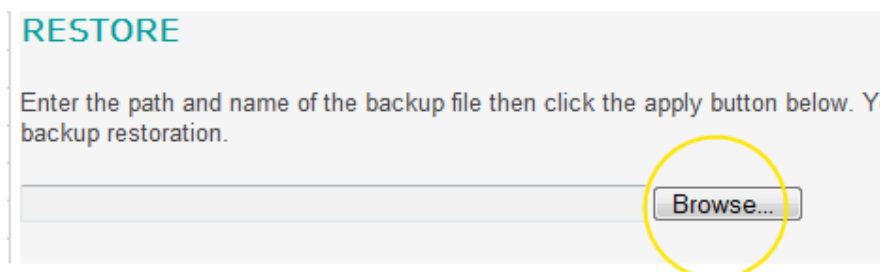 RESTORE
Enter the path and name of the backup file then click the apply button below.
backup restoration.
Browse...